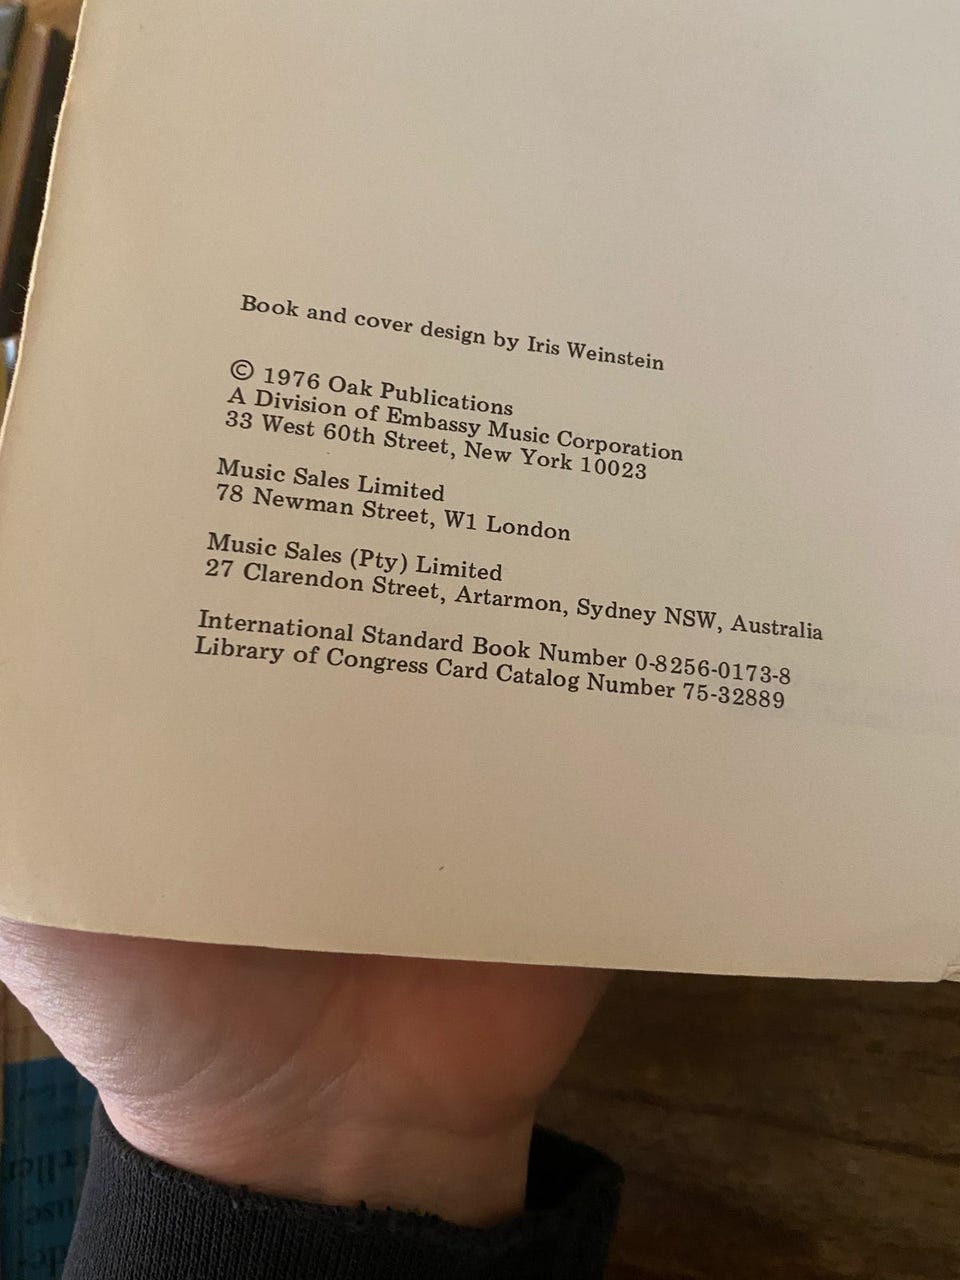 Book and cover design by Iris Weinstein
© 1976 Oak Publications
A Division of Embassy Music Corporation
33 West 60th Street, New York 10023
Music Sales Limited
78 Newman Street, W1 London
Music Sales (Pty) Limited
27 Clarendon Street, Artarmon, Sydney NSW, Australia
International Standard Book Number 0-8256-0173-8
Library of Congress Card Catalog Number 75-32889